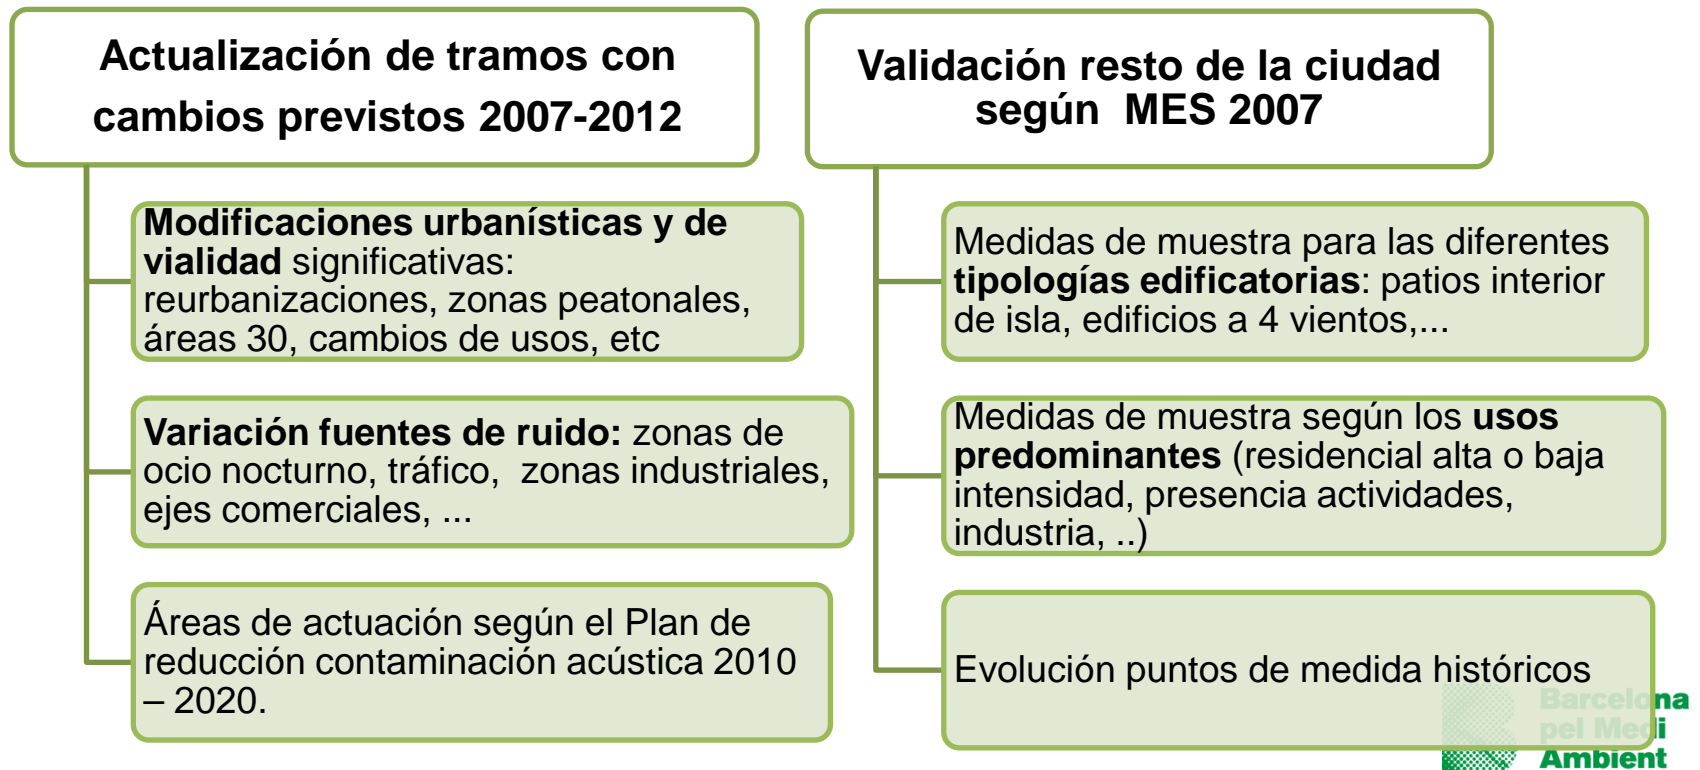 Actualización de tramos con
cambios previstos 2007-2012
Modificaciones urbanísticas y de
vialidad significativas:
reurbanizaciones, zonas peatonales,
áreas 30, cambios de usos, etc
Variación fuentes de ruido: zonas de
ocio nocturno, tráfico, zonas industriales,
ejes comerciales, ...
Áreas de actuación según el Plan de
reducción contaminación acústica 2010
– 2020.
Validación resto de la ciudad
según MES 2007
Medidas de muestra para las diferentes
tipologías edificatorias: patios interior
de isla, edificios a 4 vientos,...
Medidas de muestra según los usos
predominantes (residencial alta o baja
intensidad, presencia actividades,
industria, ..)
Evolución puntos de medida históricos
Barcelona
pel Medi
Ambient